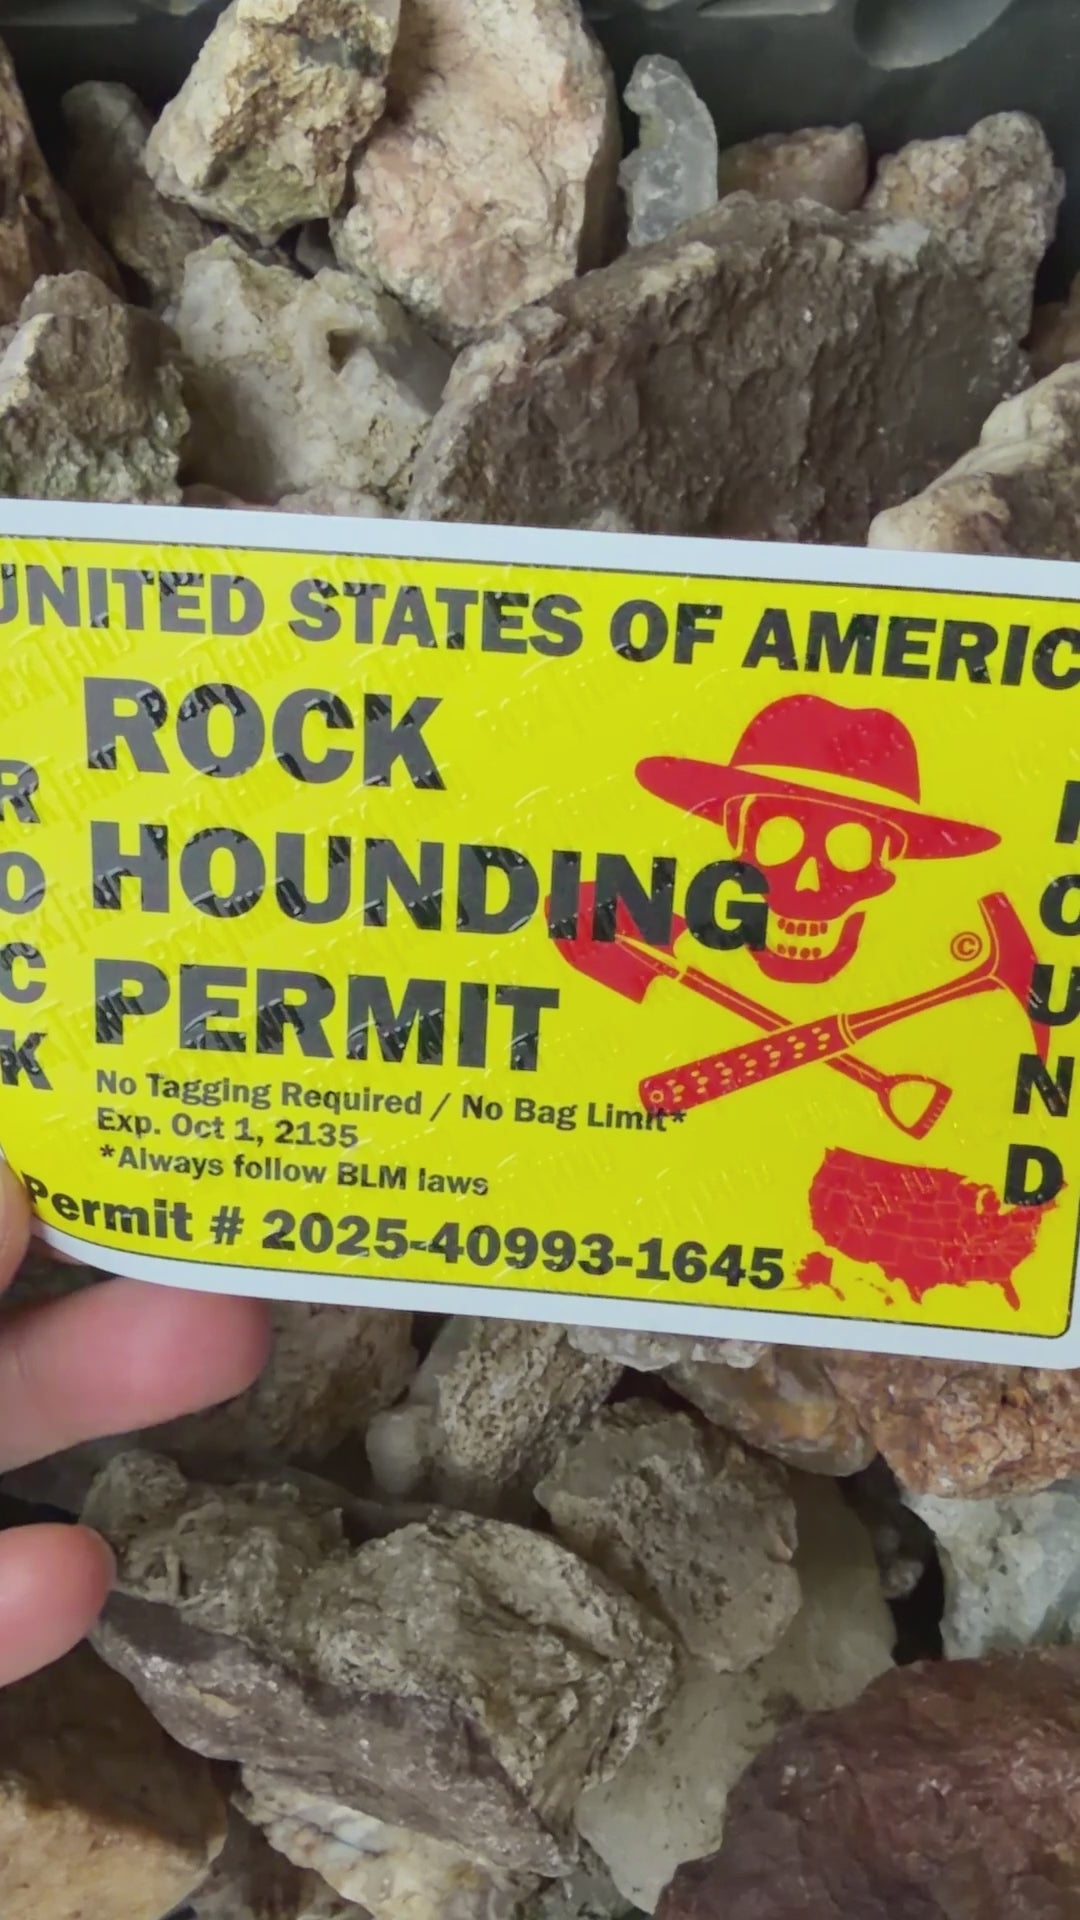 UNITED STATES OF AMERIC
ROCK
HOUNDING
PERMIT
No Tagging Required / No Bag Limit*
Exp. Oct 1, 2135
*Always follow BLM laws
Permit # 2025-40993-1645
R
O
C
K
O
U
N
D
©